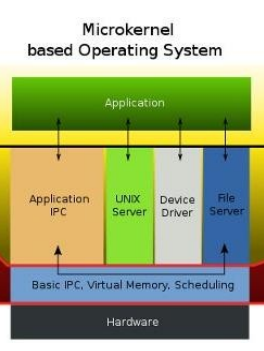 Microkernel
based Operating System
Application
Application
IPC
UNIX
Server
Device
Driver
File
Server
Basic IPC, Virtual Memory, Scheduling
Hardware